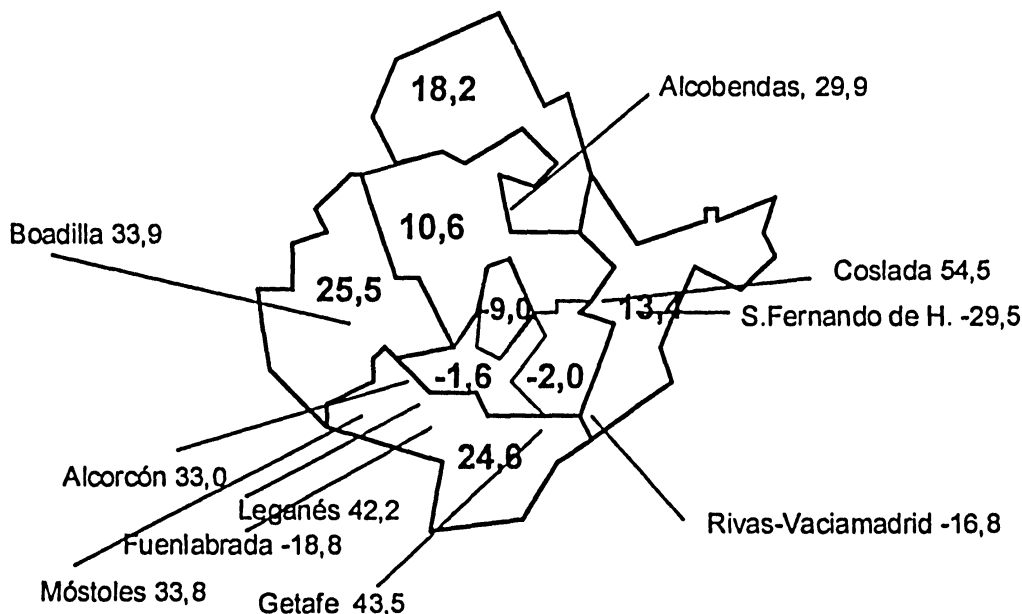 18,2
Alcobendas, 29,9
10,6
Boadilla 33,9
25,5
Coslada 54,5
-9,0
13,4
S.Fernando de H. -29,5
-1,6
-2,0
24,6
Alcorcón 33,0
Leganés 42,2
Rivas-Vaciamadrid -16,8
Fuenlabrada -18,8
Móstoles 33,8
Getafe 43,5